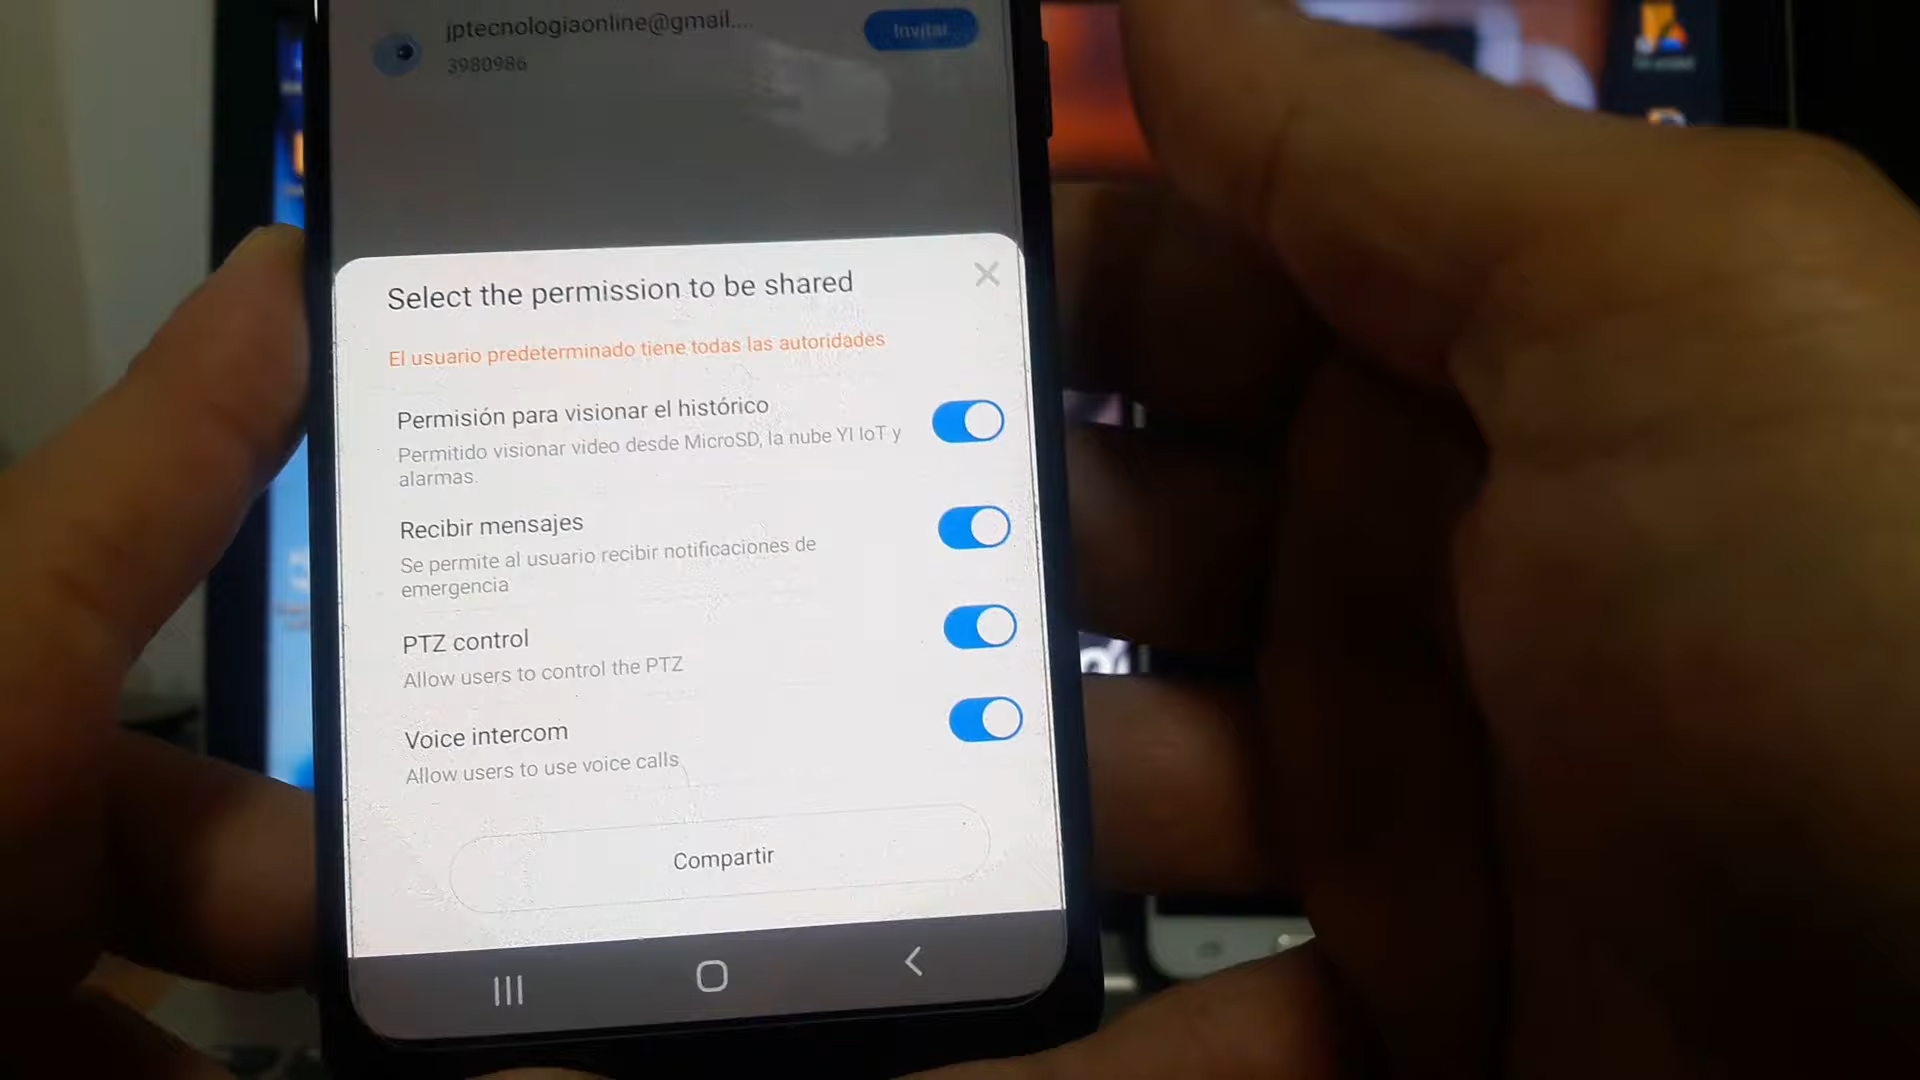 jptecnologiaonline@gmail....
Invitar
3980986
Select the permission to be shared
El usuario predeterminado tiene todas las autoridades
Permisión para visionar el histórico
Permitido visionar video desde MicroSD, la nube YI IoT y
alarmas.
Recibir mensajes
Se permite al usuario recibir notificaciones de
emergencia
PTZ control
Allow users to control the PTZ
Voice intercom
Allow users to use voice calls
Compartir